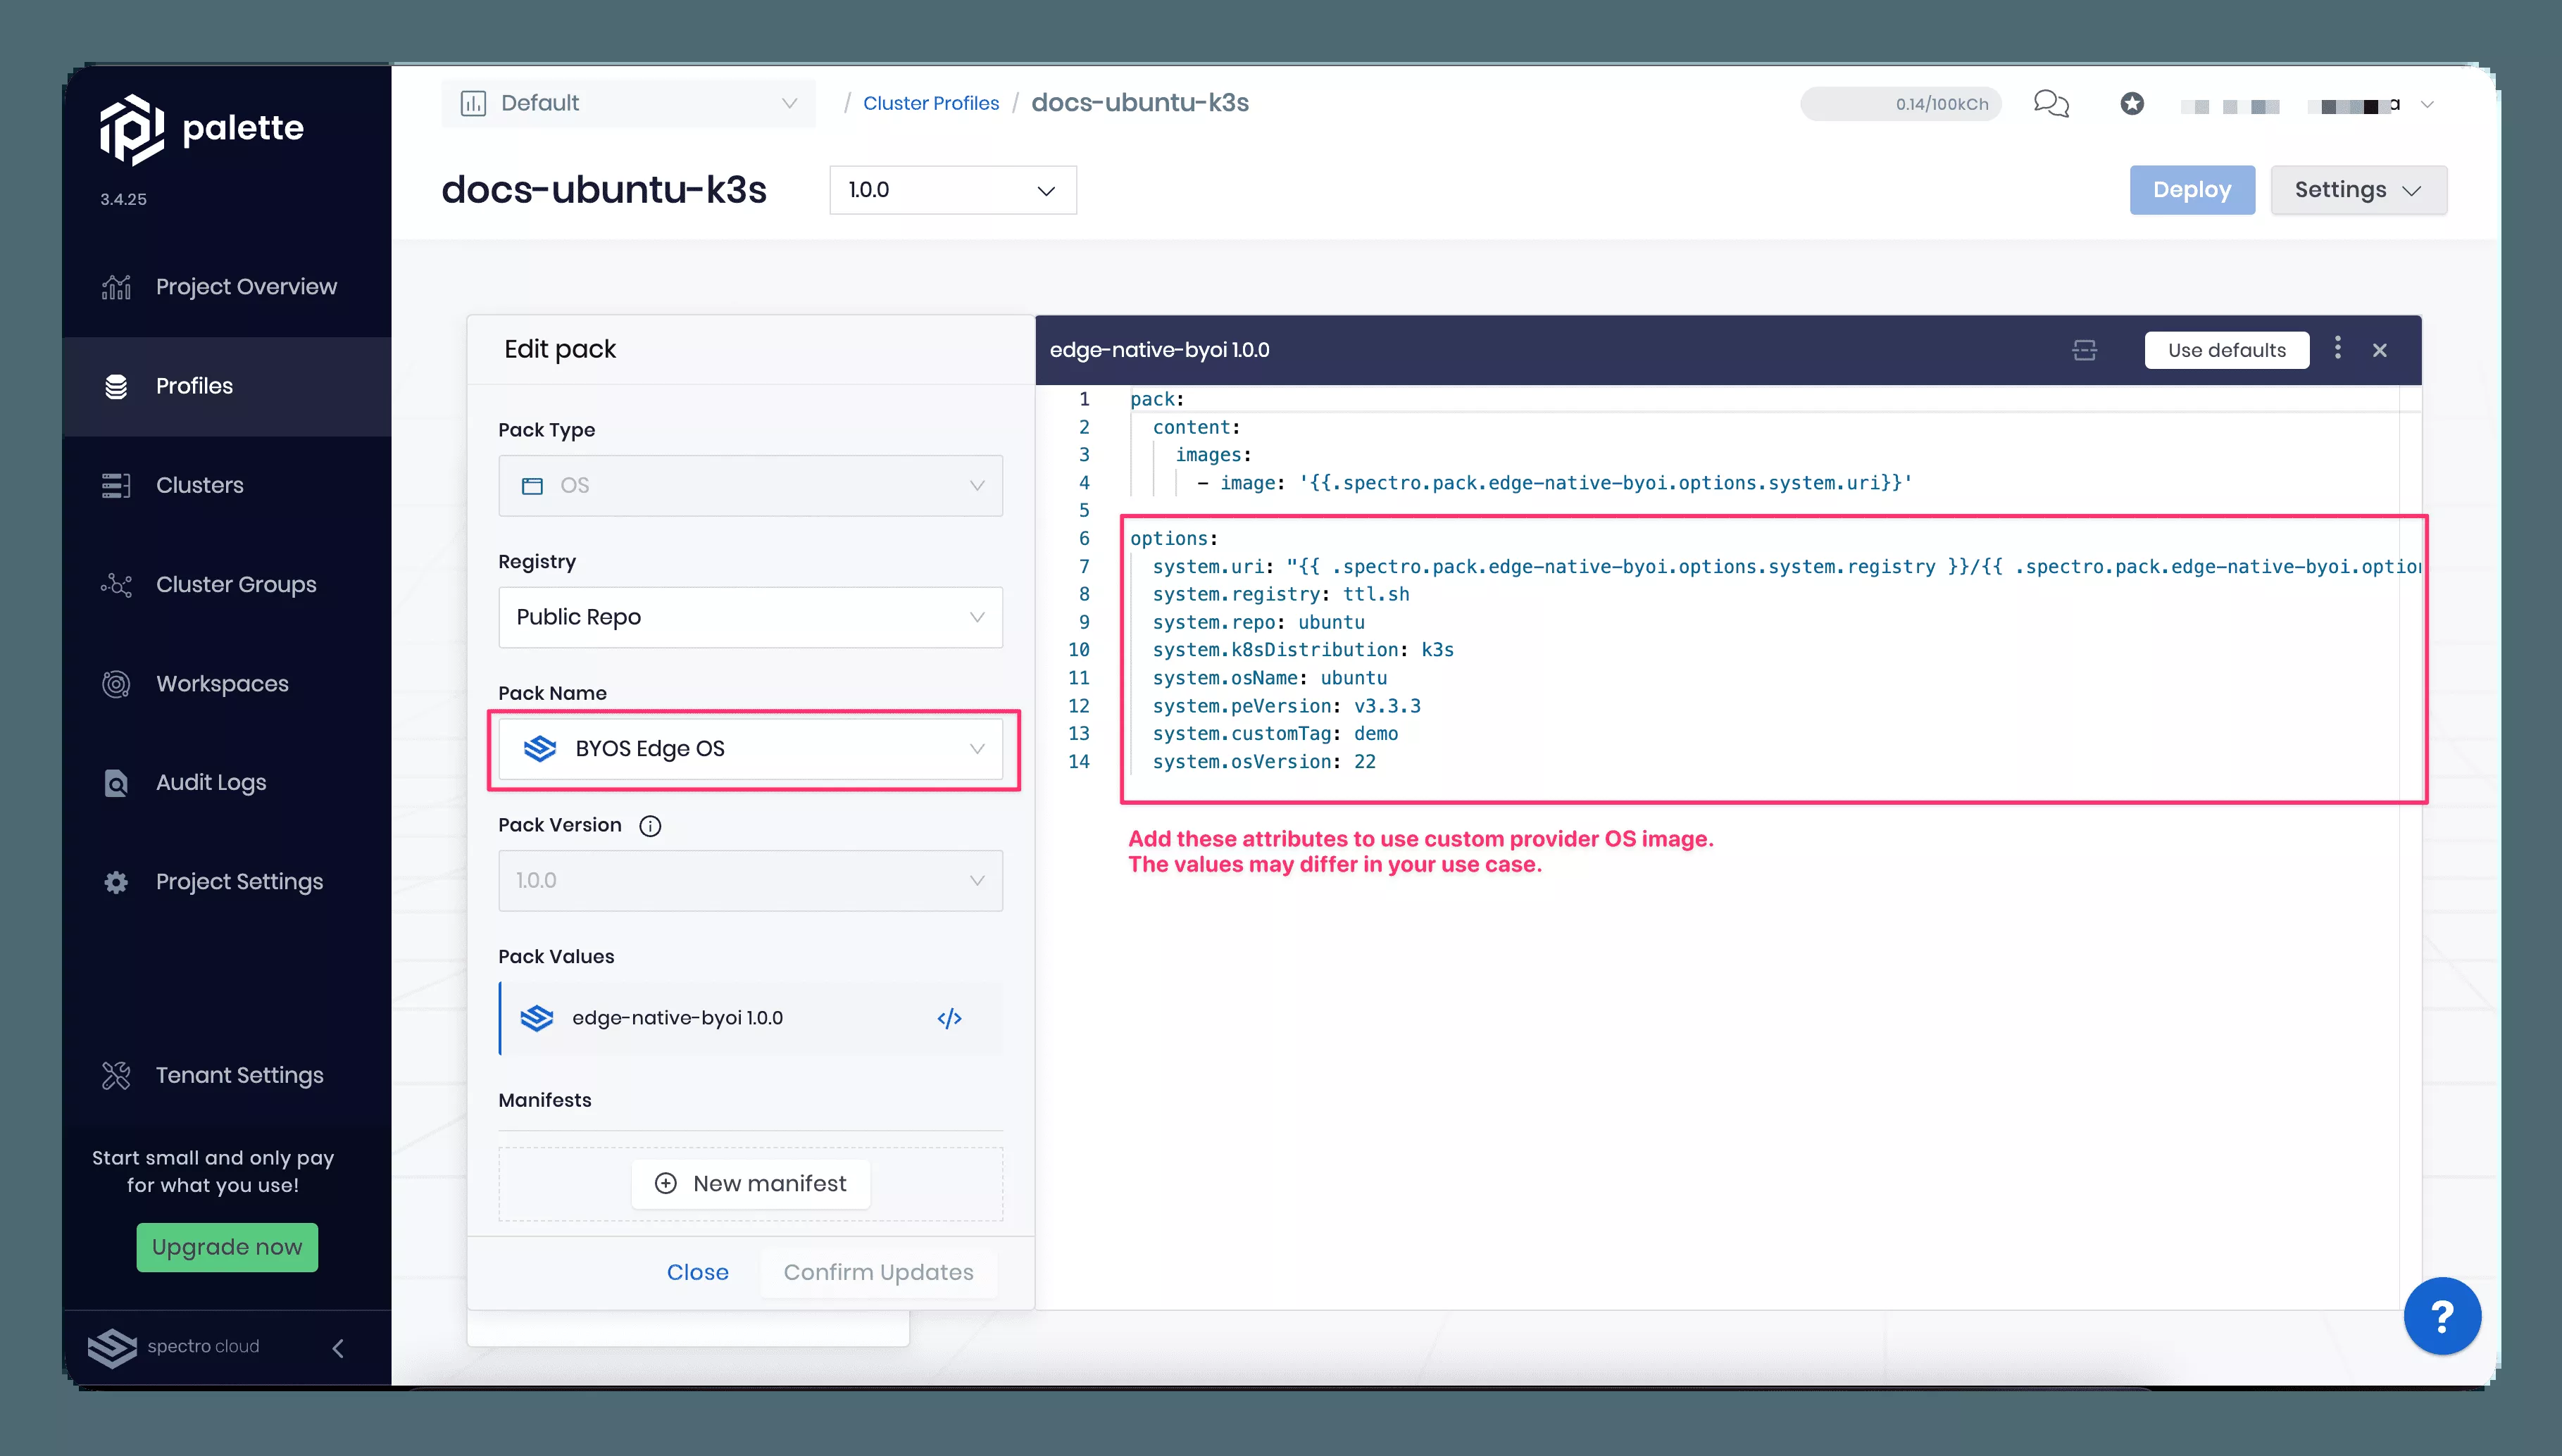 palette
3.4.25
Project Overview
Profiles
Clusters
Cluster Groups
Workspaces
Audit Logs
Project Settings
Tenant Settings
Start small and only pay
for what you use!
Upgrade now
spectro cloud
Default
/ Cluster Profiles / docs-ubuntu-k3s
0.14/100kCh
a
docs-ubuntu-k3s
1.0.0
Deploy
Settings
Edit pack
Pack Type
OS
Registry
Public Repo
Pack Name
BYOS Edge OS
Pack Version
1.0.0
Pack Values
edge-native-byoi 1.0.0
</>
Manifests
New manifest
Close
Confirm Updates
edge-native-byoi 1.0.0
Use defaults
1 pack:
2 content:
3 images:
4 - image: '{{.spectro.pack.edge-native-byoi.options.system.uri}}'
5
6 options:
7 system.uri: "{{ .spectro.pack.edge-native-byoi.options.system.registry }}/{{ .spectro.pack.edge-native-byoi.option
8 system.registry: ttl.sh
9 system.repo: ubuntu
10 system.k8sDistribution: k3s
11 system.osName: ubuntu
12 system.peVersion: v3.3.3
13 system.customTag: demo
14 system.osVersion: 22
Add these attributes to use custom provider OS image.
The values may differ in your use case.
?